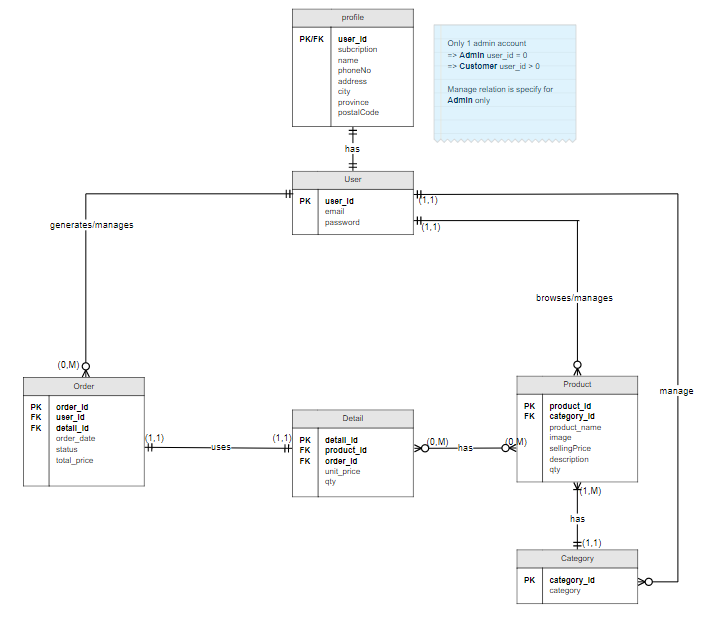 profile
PK/FK user_id
subcription
name
phoneNo
address
city
province
postalCode
Only 1 admin account
=> Admin user_id = 0
=> Customer user_id > 0
Manage relation is specify for
Admin only
has
User
PK user_id
email
password
(1,1)
(1,1)
generates/manages
browses/manages
(0,M)
manage
Order
PK order_id
FK user_id
FK detail_id
order_date
status
total_price
(1,1)
uses
(1,1)
Detail
PK detail_id
FK product_id
FK order_id
unit_price
qty
(0,M)
has
(0,M)
Product
PK product_id
FK category_id
product_name
image
sellingPrice
description
qty
(1,M)
has
(1,1)
Category
PK category_id
category